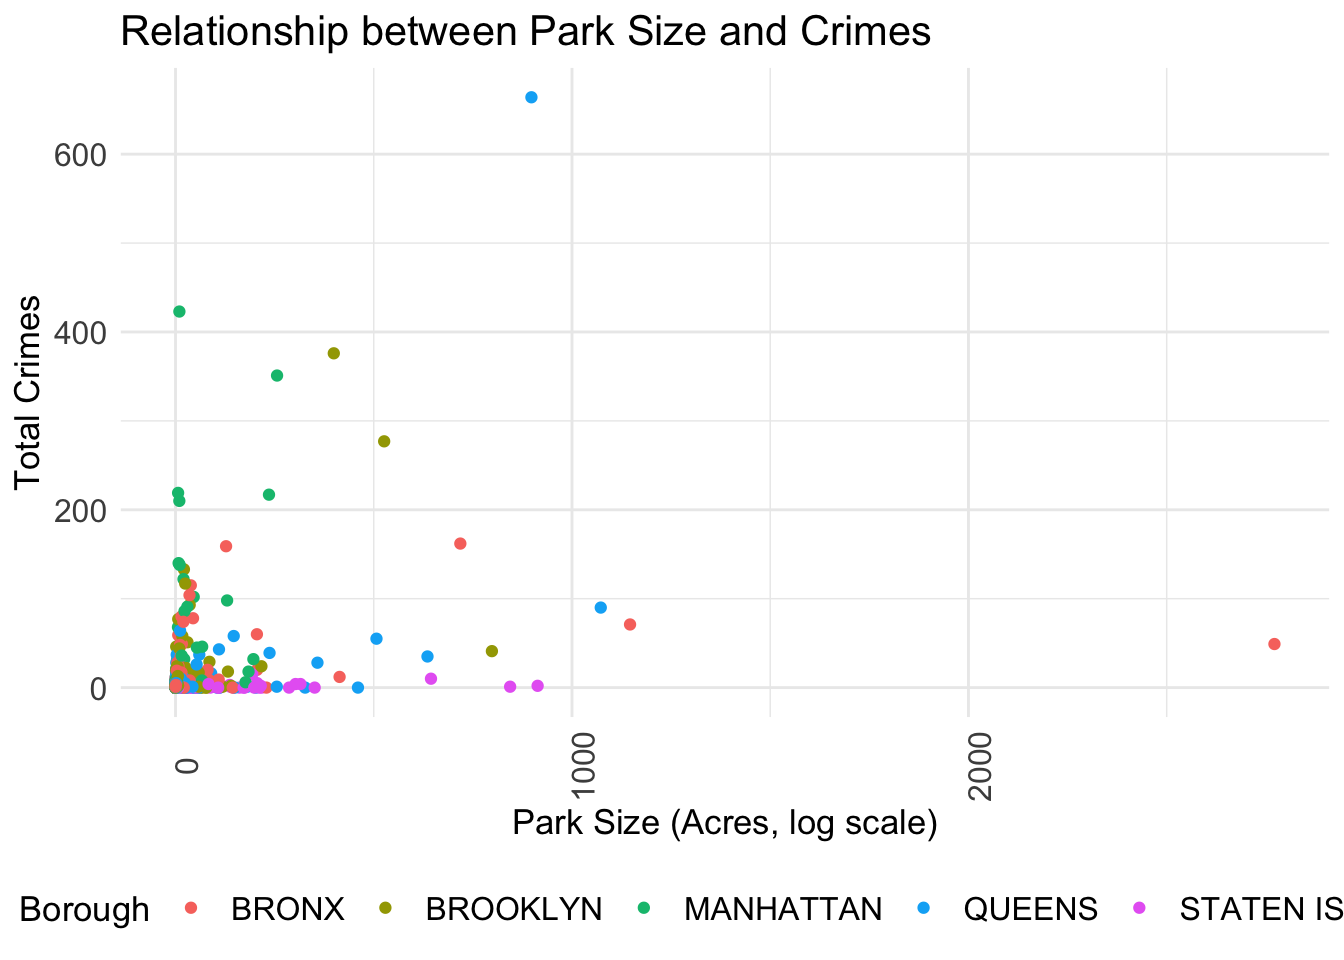 Relationship between Park Size and Crimes
Total Crimes
600
400
200
0
0
1000
2000
Park Size (Acres, log scale)
Borough BRONX BROOKLYN MANHATTAN QUEENS STATEN IS